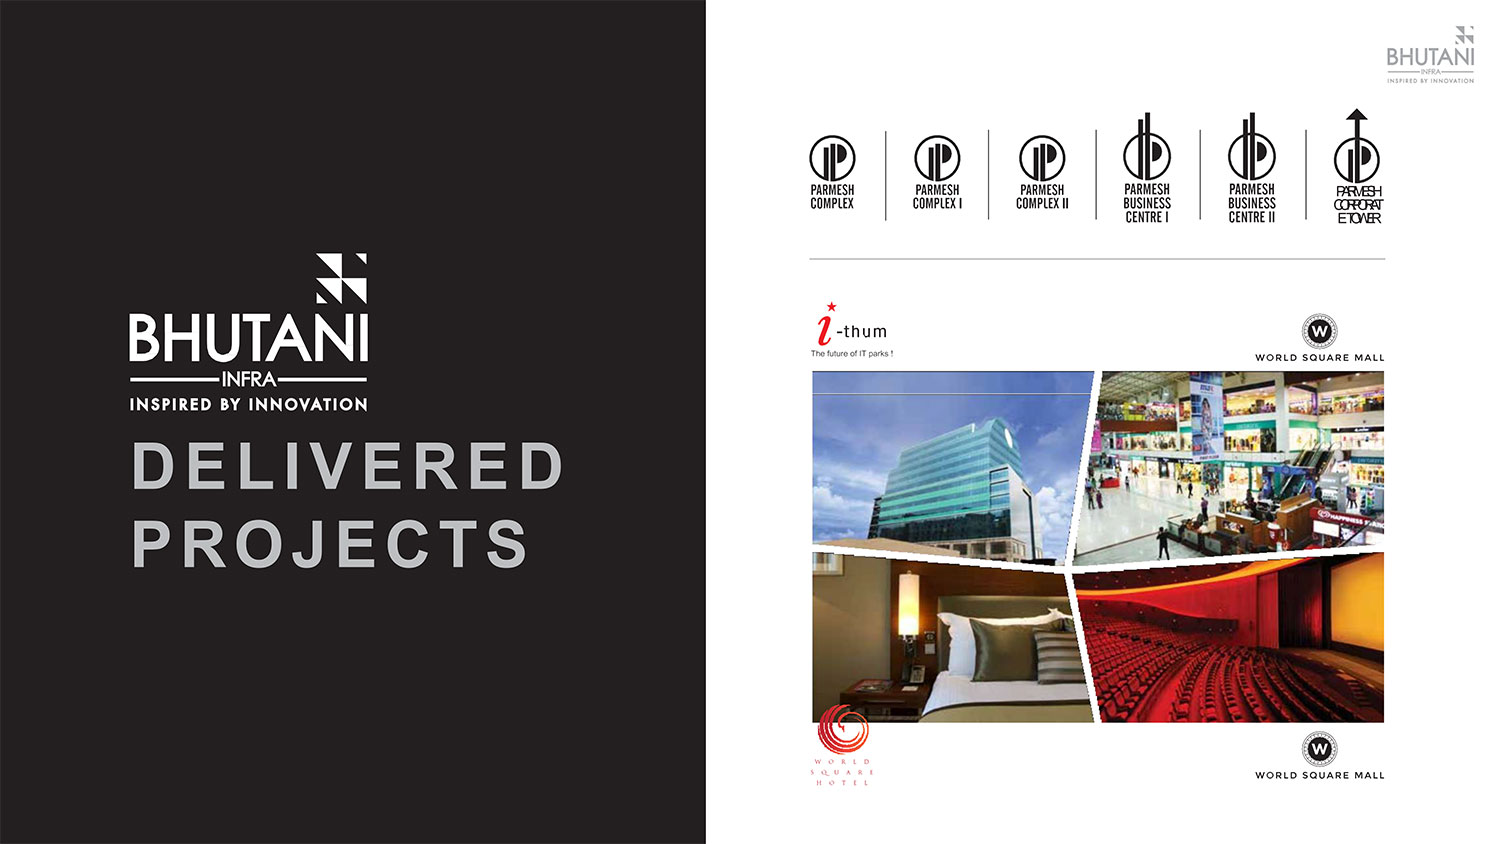 BHUTANI
INFRA
INSPIRED BY INNOVATION
DELIVERED
PROJECTS
BHUTANI
INFRA
INSPIRED BY INNOVATION
PARMESH
COMPLEX
PARMESH
COMPLEX I
PARMESH
COMPLEX II
PARMESH
BUSINESS
CENTRE I
PARMESH
BUSINESS
CENTRE II
PARMESH
CORPORAT
E TOWER
i-thum
The future of IT parks !
W
WORLD SQUARE MALL
WORLD
SQUARE
HOTEL
W
WORLD SQUARE MALL